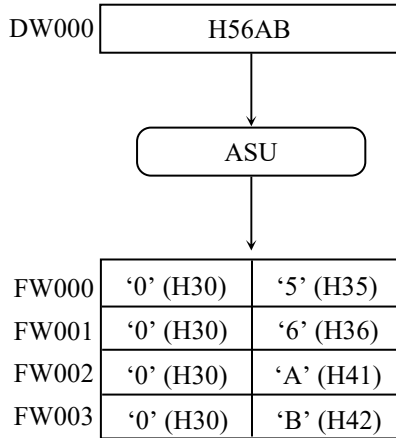 DW000 H56AB
ASU
FW000 ‘0’ (H30) ‘5’ (H35)
FW001 ‘0’ (H30) ‘6’ (H36)
FW002 ‘0’ (H30) ‘A’ (H41)
FW003 ‘0’ (H30) ‘B’ (H42)